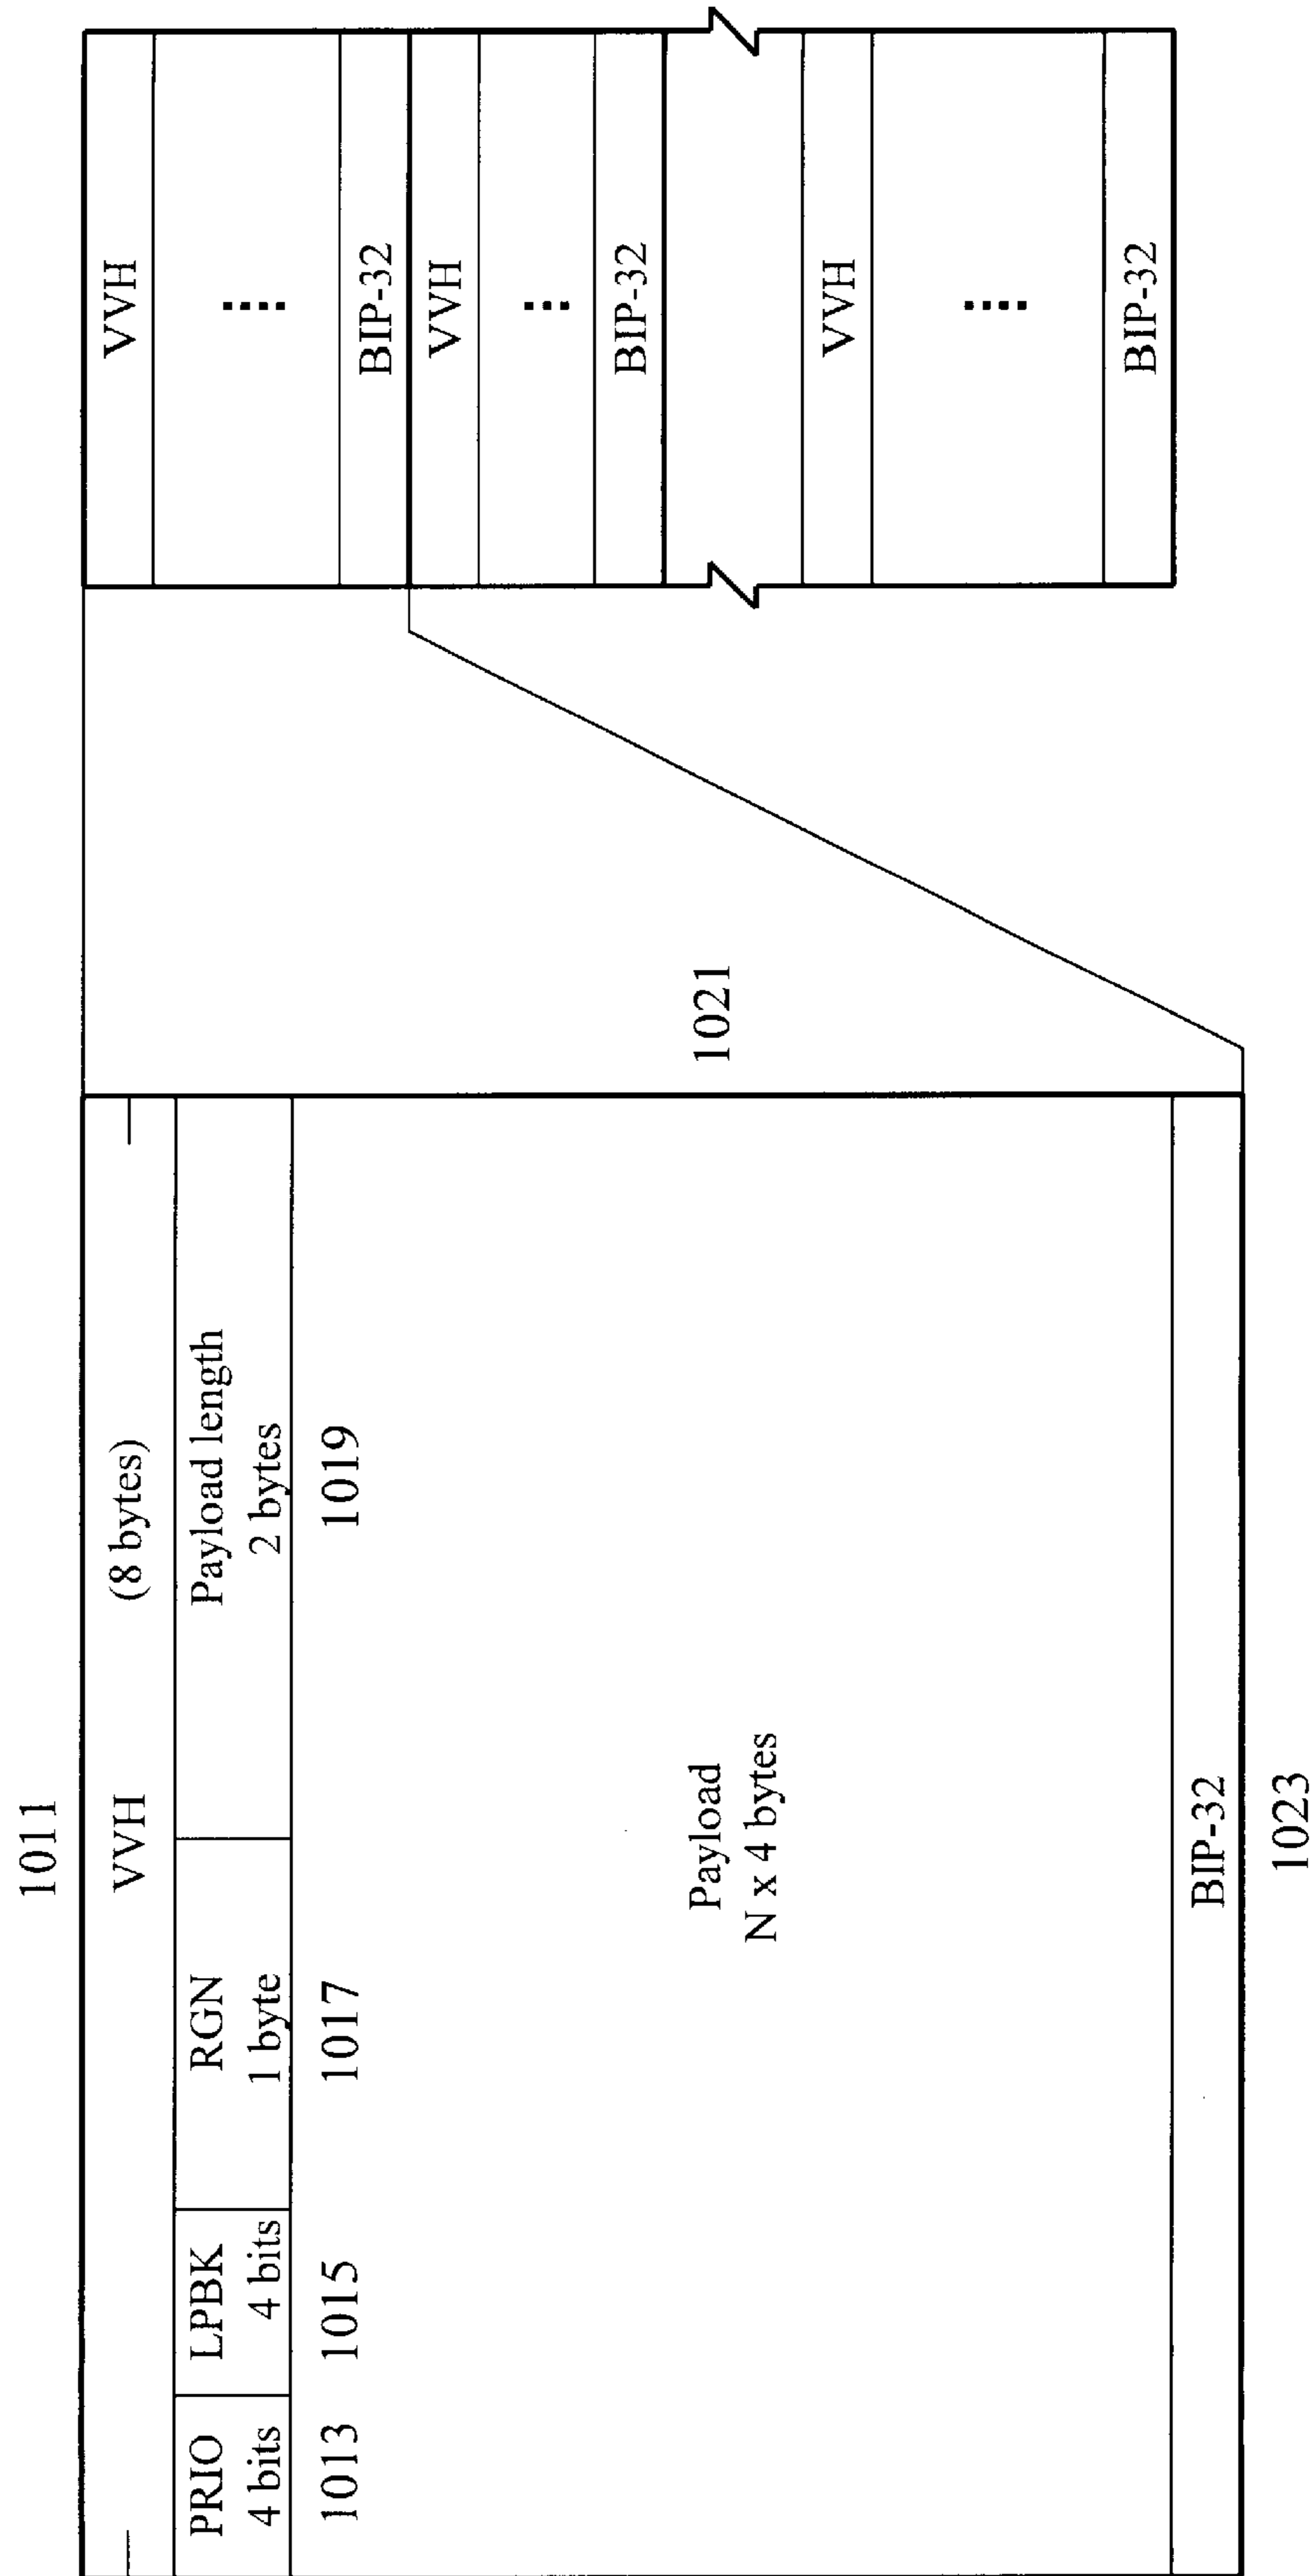 1011
VVH (8 bytes)
PRIO LPBK RGN Payload length
4 bits 4 bits 1 byte 2 bytes
1013 1015 1017 1019
Payload
N x 4 bytes
1021
BIP-32
1023
VVH
BIP-32
VVH
BIP-32
VVH
BIP-32